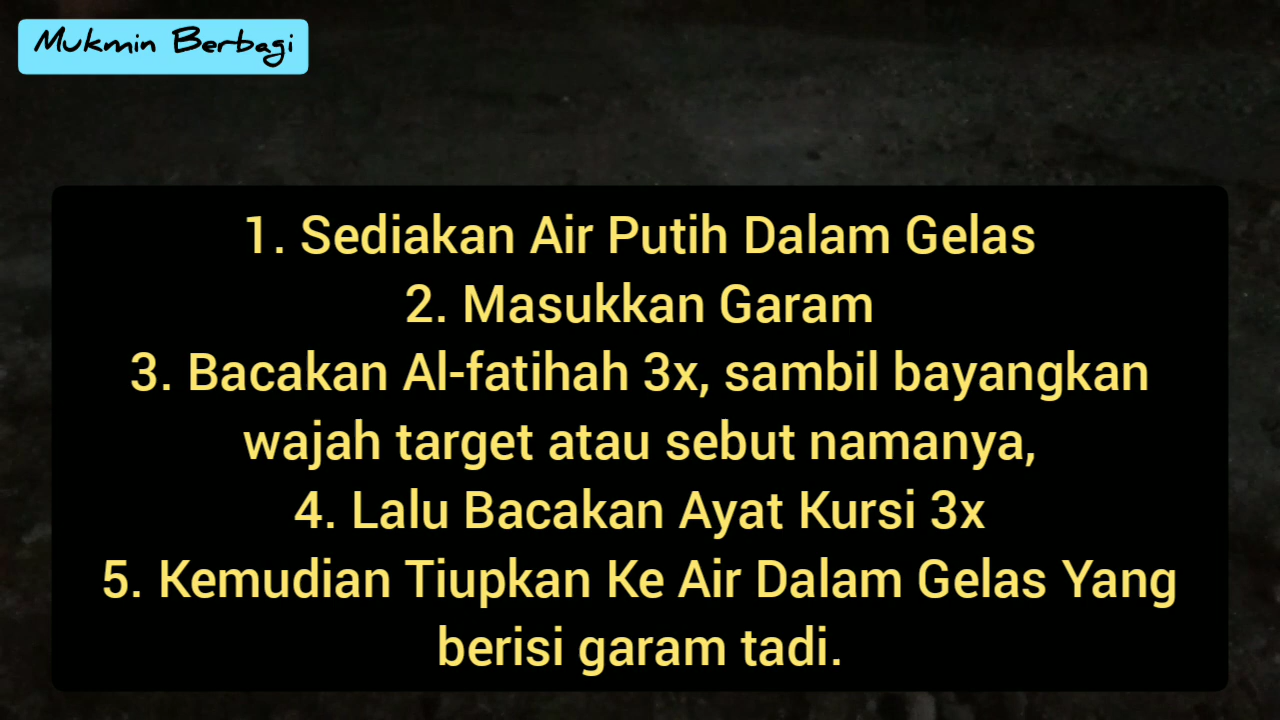 Mukmin Berbagi
1. Sediakan Air Putih Dalam Gelas
2. Masukkan Garam
3. Bacakan Al-fatihah 3x, sambil bayangkan
wajah target atau sebut namanya,
4. Lalu Bacakan Ayat Kursi 3x
5. Kemudian Tiupkan Ke Air Dalam Gelas Yang
berisi garam tadi.